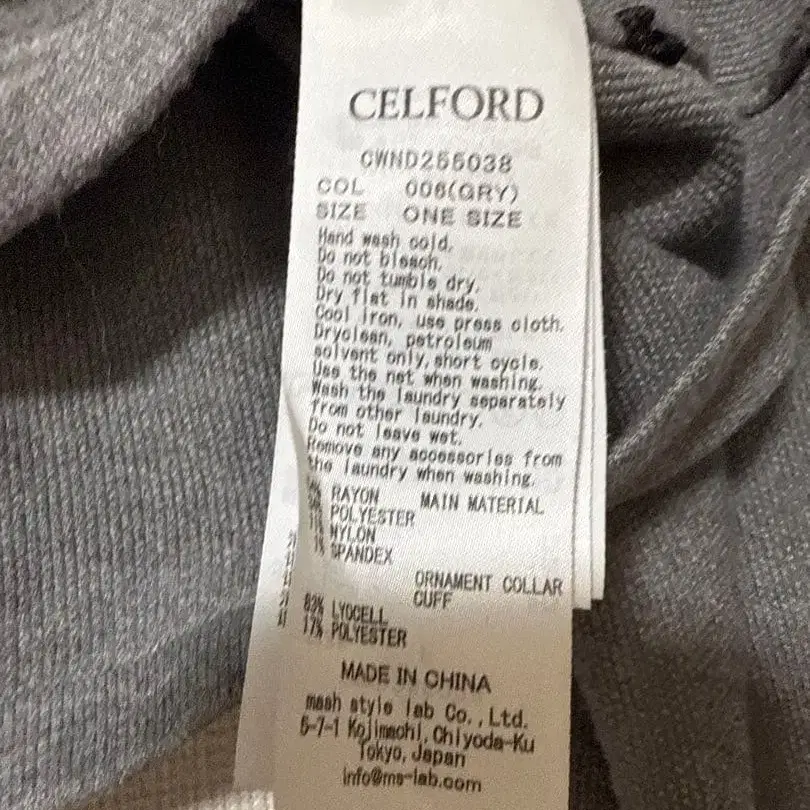 CELFORD
CWND255038
COL 006(GRY)
SIZE ONE SIZE
Hand wash cold.
Do not bleach.
Do not tumble dry.
Dry flat in shade.
Cool iron, use press cloth.
Dryclean, petroleum
solvent only, short cycle.
Use the net when washing.
Wash the laundry separately
from other laundry.
Do not leave wet.
Remove any accessories from
the laundry when washing.
RAYON MAIN MATERIAL
POLYESTER
NYLON
SPANDEX
ORNAMENT COLLAR
CUFF
83% LYOCELL
17% POLYESTER
MADE IN CHINA
mash style lab Co., Ltd.
5-7-1 Kojimachi, Chiyoda-Ku
Tokyo, Japan
info@ms-lab.com